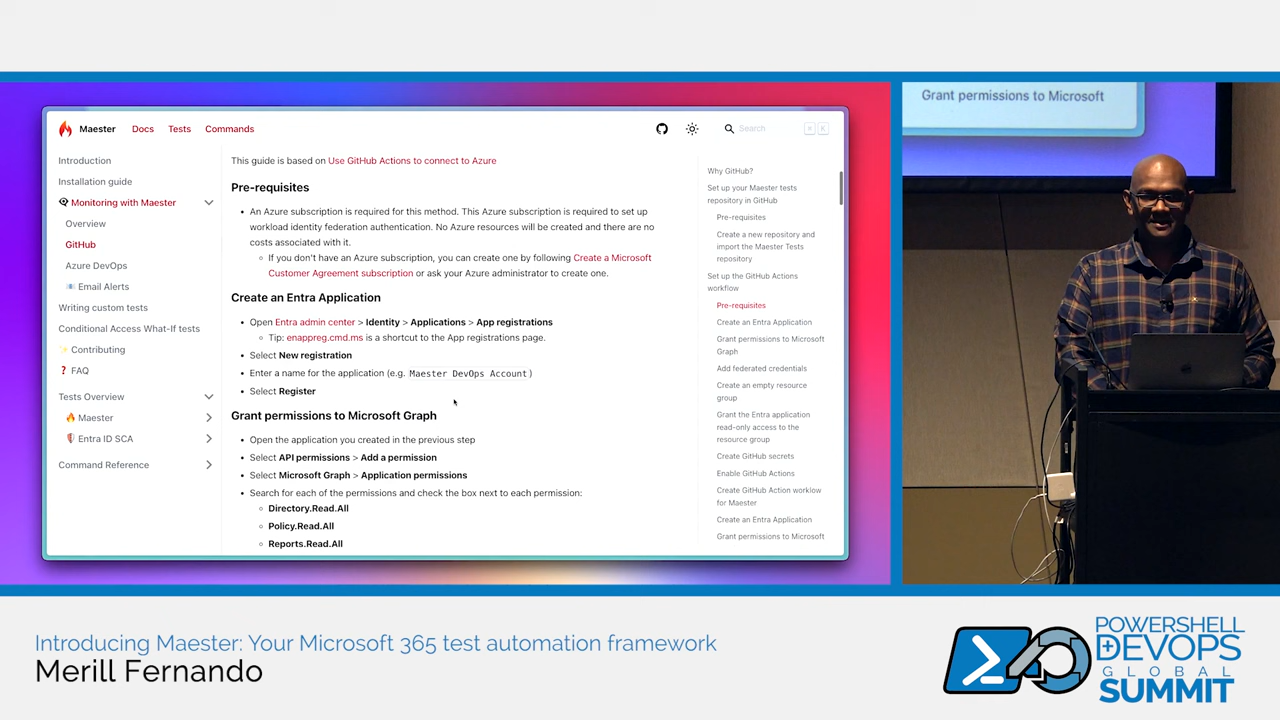 Maester Docs Tests Commands
Search
K
Introduction
Installation guide
Monitoring with Maester
Overview
GitHub
Azure DevOps
Email Alerts
Writing custom tests
Conditional Access What-If tests
Contributing
FAQ
Tests Overview
Maester
Entra ID SCA
Command Reference
This guide is based on Use GitHub Actions to connect to Azure
Pre-requisites
• An Azure subscription is required for this method. This Azure subscription is required to set up
workload identity federation authentication. No Azure resources will be created and there are no
costs associated with it.
If you don't have an Azure subscription, you can create one by following Create a Microsoft
Customer Agreement subscription or ask your Azure administrator to create one.
Create an Entra Application
• Open Entra admin center > Identity > Applications > App registrations
Tip: enappreg.cmd.ms is a shortcut to the App registrations page.
• Select New registration
• Enter a name for the application (e.g. Maester DevOps Account)
• Select Register
Grant permissions to Microsoft Graph
• Open the application you created in the previous step
• Select API permissions > Add a permission
• Select Microsoft Graph > Application permissions
• Search for each of the permissions and check the box next to each permission:
Directory.Read.All
Policy.Read.All
Reports.Read.All
Why GitHub?
Set up your Maester tests
repository in GitHub
Pre-requisites
Create a new repository and
import the Maester Tests
repository
Set up the GitHub Actions
workflow
Pre-requisites
Create an Entra Application
Grant permissions to Microsoft
Graph
Add federated credentials
Create an empty resource
group
Grant the Entra application
read-only access to the
resource group
Create GitHub secrets
Enable GitHub Actions
Create GitHub Action worklow
for Maester
Create an Entra Application
Grant permissions to Microsoft
Grant permissions to Microsoft
Introducing Maester: Your Microsoft 365 test automation framework
Merill Fernando
POWERSHELL
DEVOPS
GLOBAL
SUMMIT